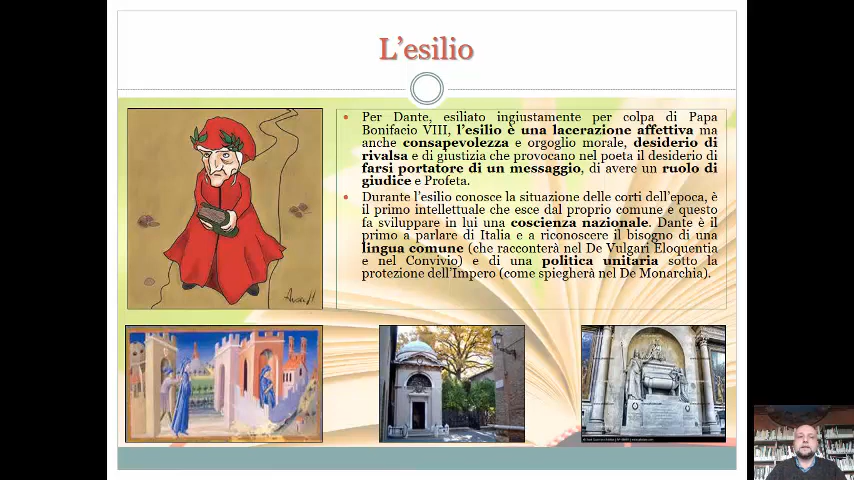 L'esilio
Per Dante, esiliato ingiustamente per colpa di Papa
Bonifacio VIII, l'esilio è una lacerazione affettiva ma
anche consapevolezza e orgoglio morale, desiderio di
rivalsa e di giustizia che provocano nel poeta il desiderio di
farsi portatore di un messaggio, di avere un ruolo di
giudice e Profeta.
Durante l'esilio conosce la situazione delle corti dell'epoca, è
il primo intellettuale che esce dal proprio comune e questo
fa sviluppare in lui una coscienza nazionale. Dante è il
primo a parlare di Italia e a riconoscere il bisogno di una
lingua comune (che racconterà nel De Vulgari Eloquentia
e nel Convivio) e di una politica unitaria sotto la
protezione dell'Impero (come spiegherà nel De Monarchia).